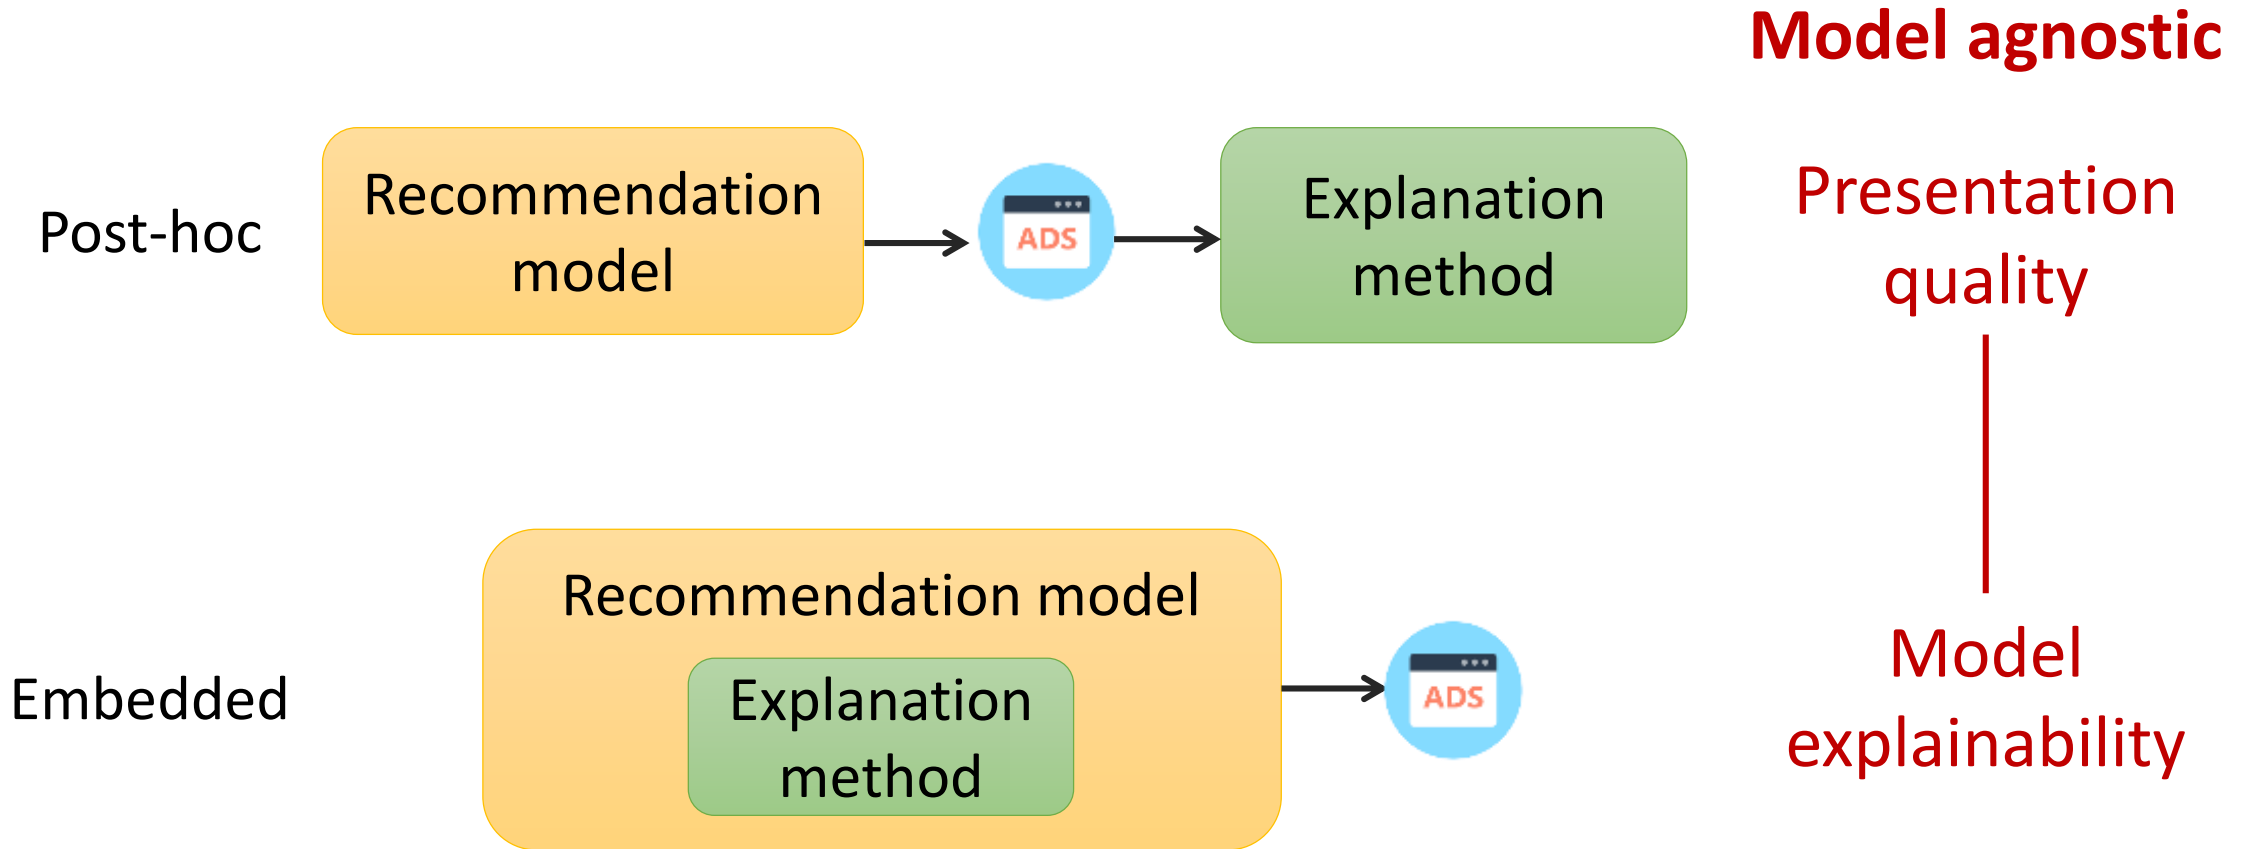 Model agnostic
Post-hoc
Recommendation
model
ADS
Explanation
method
Presentation
quality
Embedded
Recommendation model
Explanation
method
ADS
Model
explainability